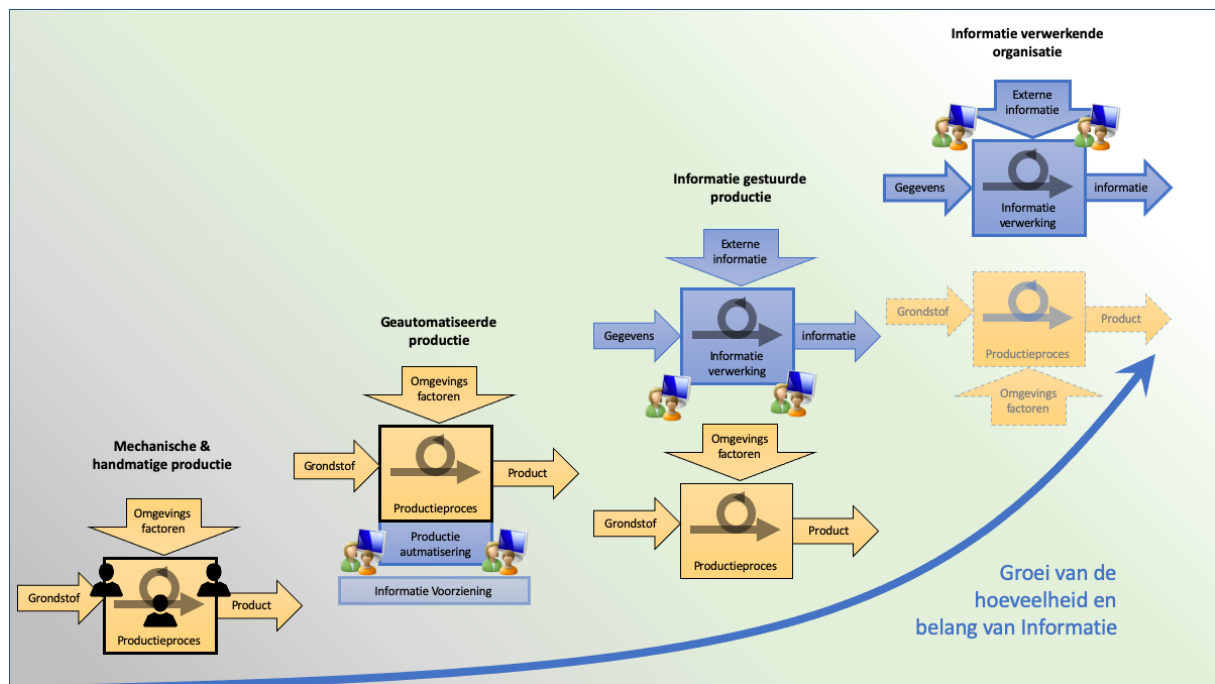 Mechanische &
handmatige productie
Omgevings
factoren
Grondstof
Product
Productieproces
Geautomatiseerde
productie
Omgevings
factoren
Grondstof
Product
Productieproces
Productie
autmatisering
Informatie Voorziening
Informatie gestuurde
productie
Externe
informatie
Gegevens
informatie
Informatie
verwerking
Omgevings
factoren
Grondstof
Product
Productieproces
Informatie verwerkende
organisatie
Externe
informatie
Gegevens
informatie
Informatie
verwerking
Grondstof
Product
Productieproces
Omgevings
factoren
Groei van de
hoeveelheid en
belang van Informatie